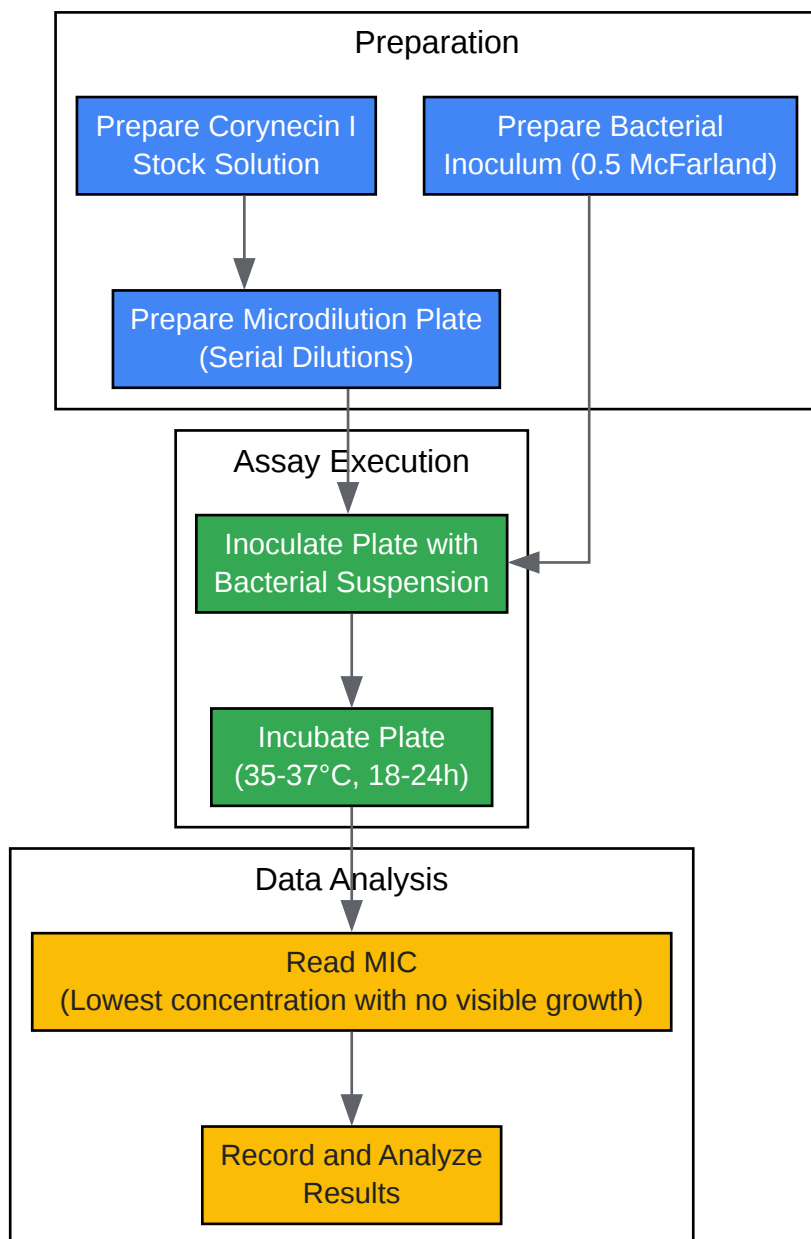 Preparation
Prepare Corynecin I
Stock Solution
Prepare Bacterial
Inoculum (0.5 McFarland)
Prepare Microdilution Plate
(Serial Dilutions)
Assay Execution
Inoculate Plate with
Bacterial Suspension
Incubate Plate
(35-37°C, 18-24h)
Data Analysis
Read MIC
(Lowest concentration with no visible growth)
Record and Analyze
Results